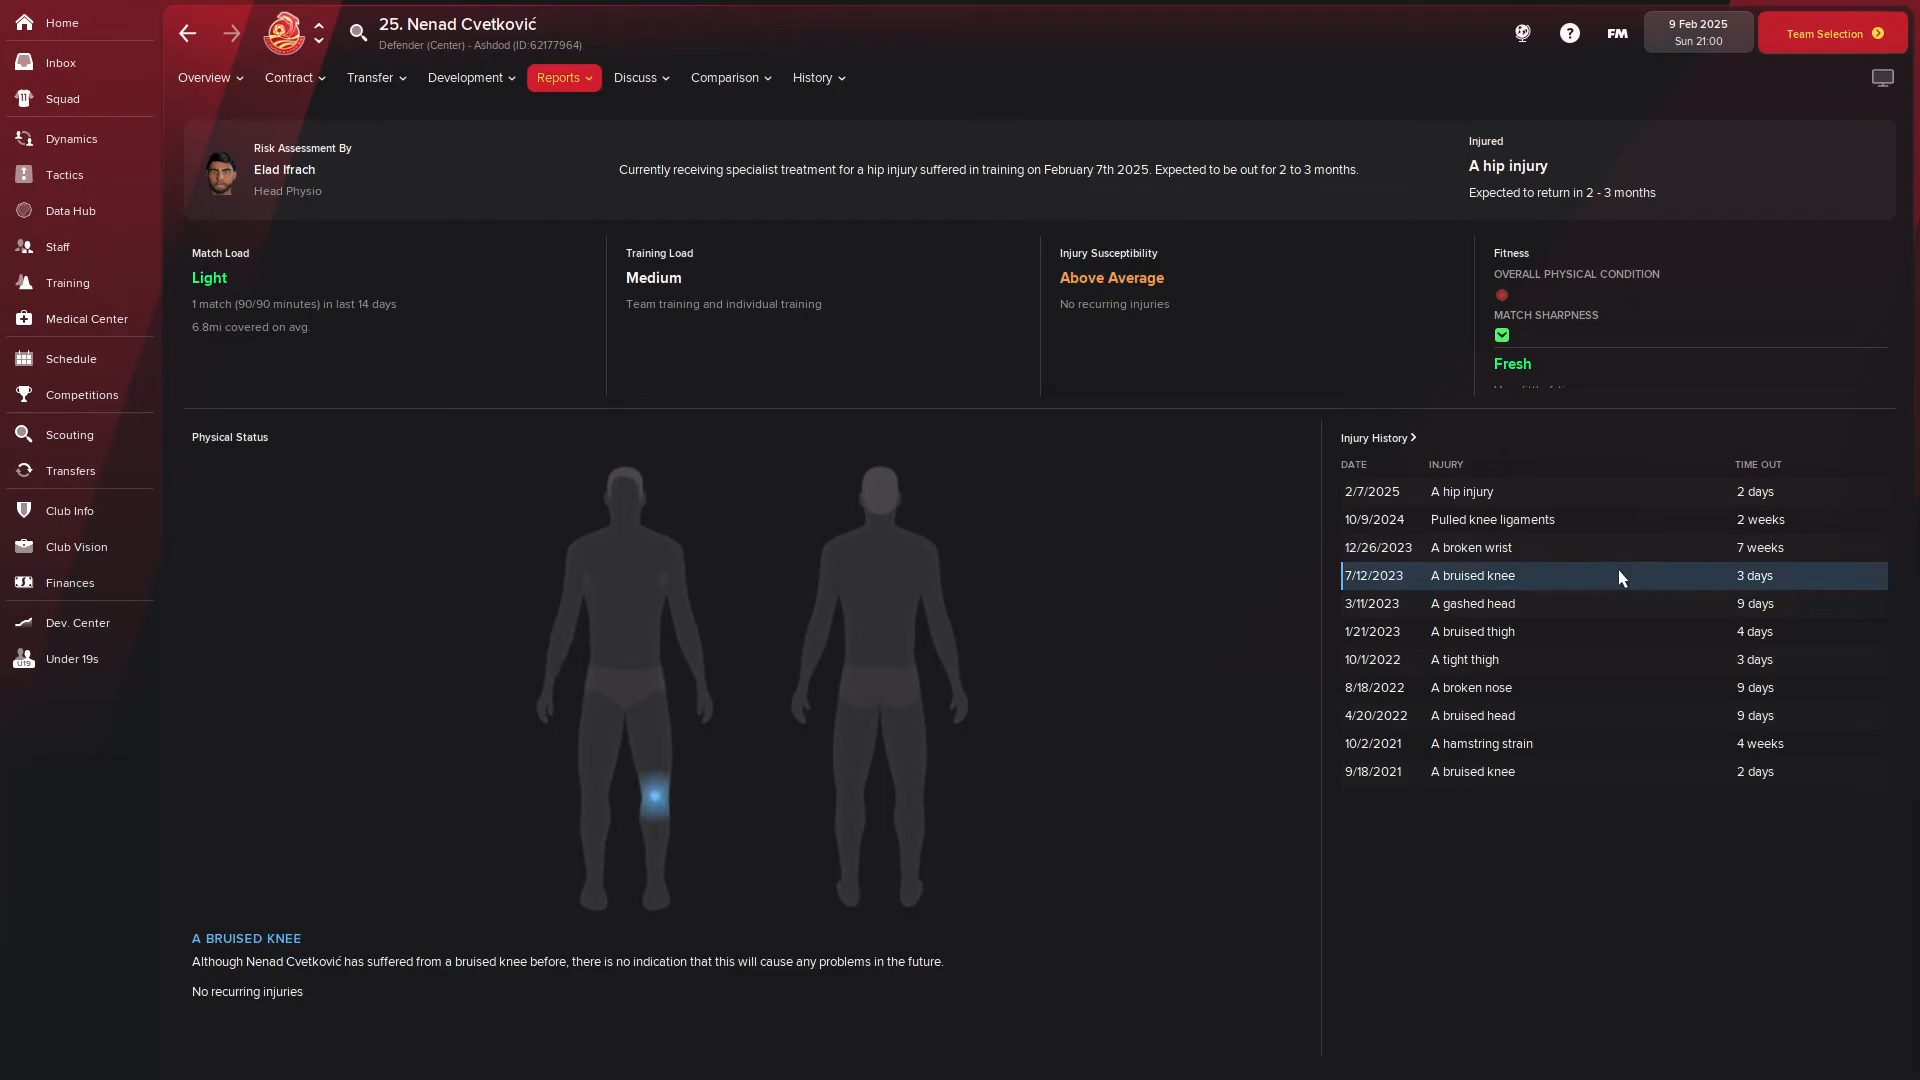 Home
Inbox
Squad
Dynamics
Tactics
Data Hub
Staff
Training
Medical Center
Schedule
Competitions
Scouting
Transfers
Club Info
Club Vision
Finances
Dev. Center
U19
Under 19s
25. Nenad Cvetković
Defender (Center) - Ashdod (ID:62177964)
?
FM
9 Feb 2025
Sun 21:00
Team Selection
Overview
Contract
Transfer
Development
Reports
Discuss
Comparison
History
Risk Assessment By
Elad Ifrach
Head Physio
Currently receiving specialist treatment for a hip injury suffered in training on February 7th 2025. Expected to be out for 2 to 3 months.
Injured
A hip injury
Expected to return in 2 - 3 months
Match Load
Light
1 match (90/90 minutes) in last 14 days
6.8mi covered on avg.
Training Load
Medium
Team training and individual training
Injury Susceptibility
Above Average
No recurring injuries
Fitness
OVERALL PHYSICAL CONDITION
MATCH SHARPNESS
Fresh
Physical Status
A BRUISED KNEE
Although Nenad Cvetković has suffered from a bruised knee before, there is no indication that this will cause any problems in the future.
No recurring injuries
Injury History
DATE INJURY TIME OUT
2/7/2025 A hip injury 2 days
10/9/2024 Pulled knee ligaments 2 weeks
12/26/2023 A broken wrist 7 weeks
7/12/2023 A bruised knee 3 days
3/11/2023 A gashed head 9 days
1/21/2023 A bruised thigh 4 days
10/1/2022 A tight thigh 3 days
8/18/2022 A broken nose 9 days
4/20/2022 A bruised head 9 days
10/2/2021 A hamstring strain 4 weeks
9/18/2021 A bruised knee 2 days